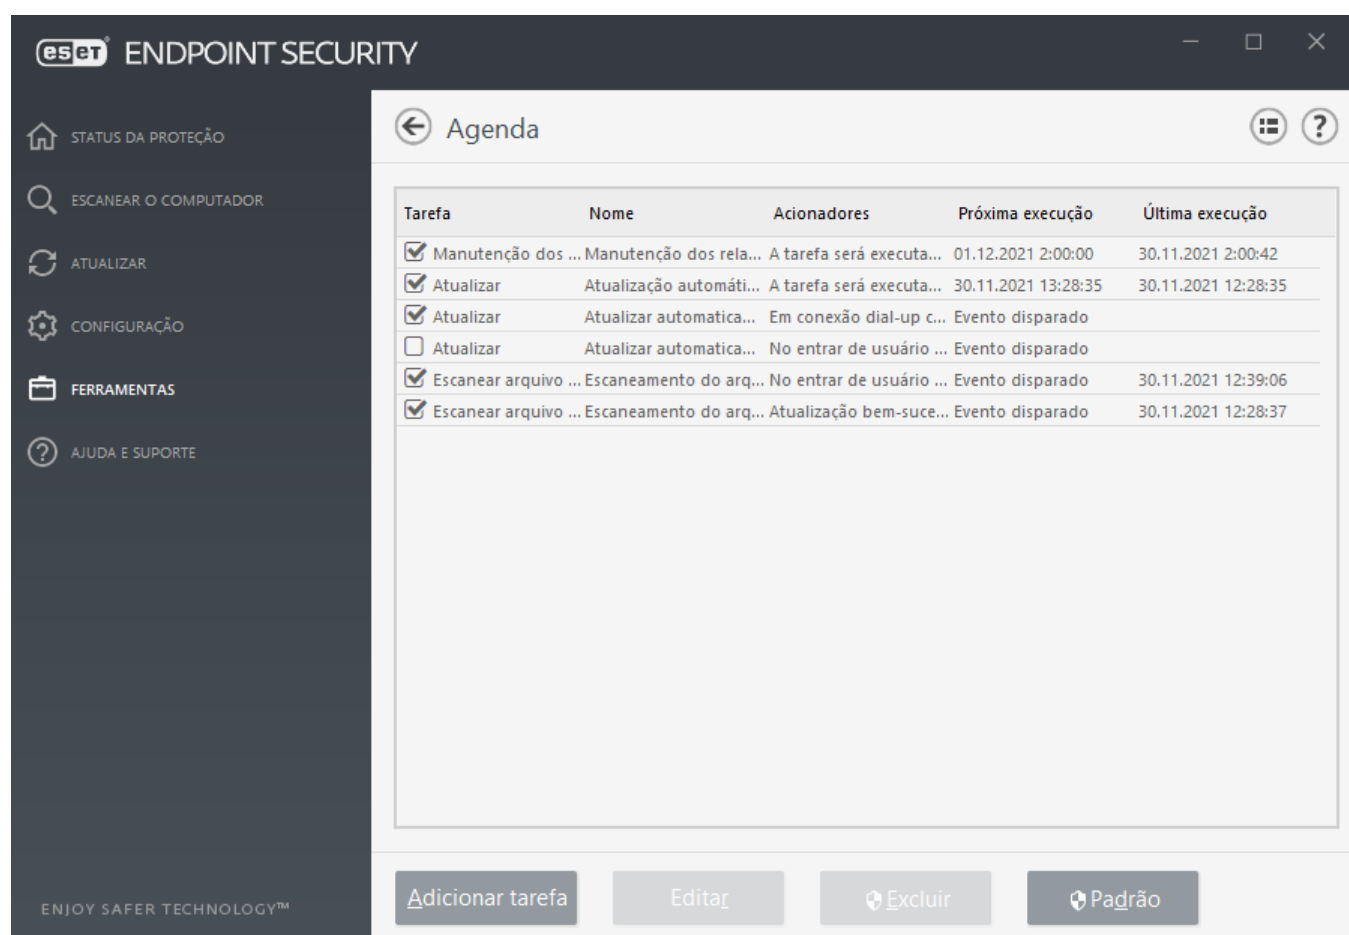 eset ENDPOINT SECURITY
STATUS DA PROTEÇÃO
ESCANEAR O COMPUTADOR
ATUALIZAR
CONFIGURAÇÃO
FERRAMENTAS
AJUDA E SUPORTE
ENJOY SAFER TECHNOLOGY™
Agenda
Tarefa Nome Acionadores Próxima execução Última execução
Manutenção dos ... Manutenção dos rela... A tarefa será executa... 01.12.2021 2:00:00 30.11.2021 2:00:42
Atualizar Atualização automáti... A tarefa será executa... 30.11.2021 13:28:35 30.11.2021 12:28:35
Atualizar Atualizar automatica... Em conexão dial-up c... Evento disparado
Atualizar Atualizar automatica... No entrar de usuário ... Evento disparado
Escanear arquivo ... Escaneamento do arq... No entrar de usuário ... Evento disparado 30.11.2021 12:39:06
Escanear arquivo ... Escaneamento do arq... Atualização bem-suce... Evento disparado 30.11.2021 12:28:37
Adicionar tarefa Editar Excluir Padrão